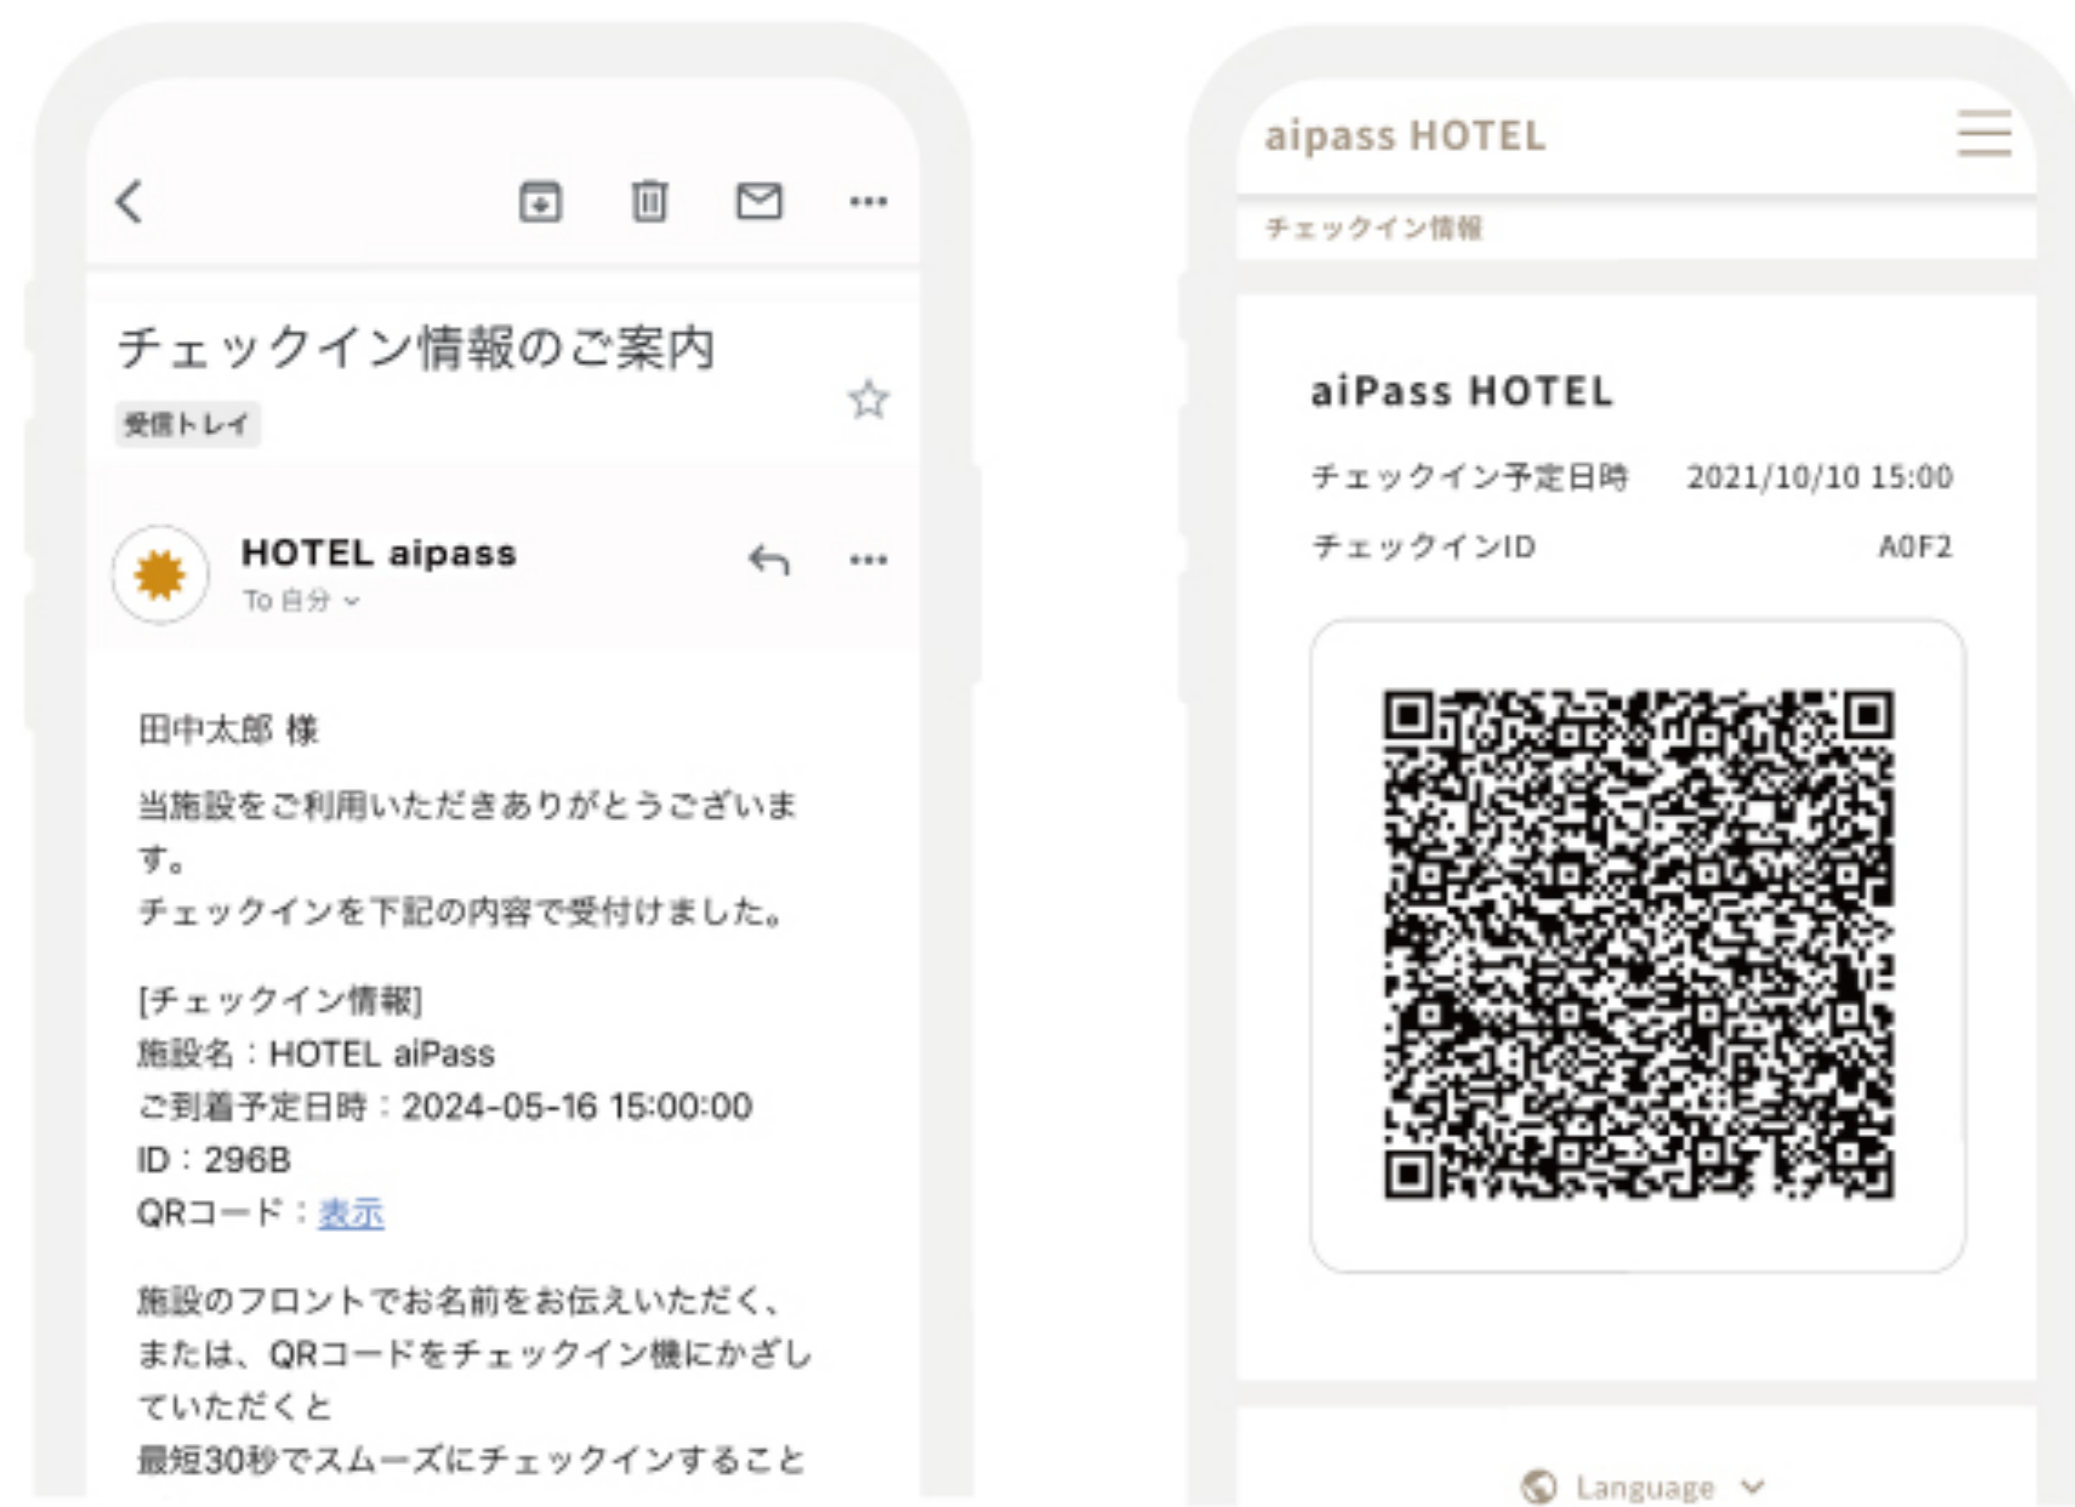 チェックイン情報のご案内
受信トレイ
HOTEL aipass
To 自分
田中太郎 様
当施設をご利用いただきありがとうございま
す。
チェックインを下記の内容で受付けました。
[チェックイン情報]
施設名：HOTEL aiPass
ご到着予定日時：2024-05-16 15:00:00
ID：296B
QRコード：表示
施設のフロントでお名前をお伝えいただく、
または、QRコードをチェックイン機にかざし
ていただくと
最短30秒でスムーズにチェックインすること
aipass HOTEL
チェックイン情報
aiPass HOTEL
チェックイン予定日時 2021/10/10 15:00
チェックインID A0F2
Language